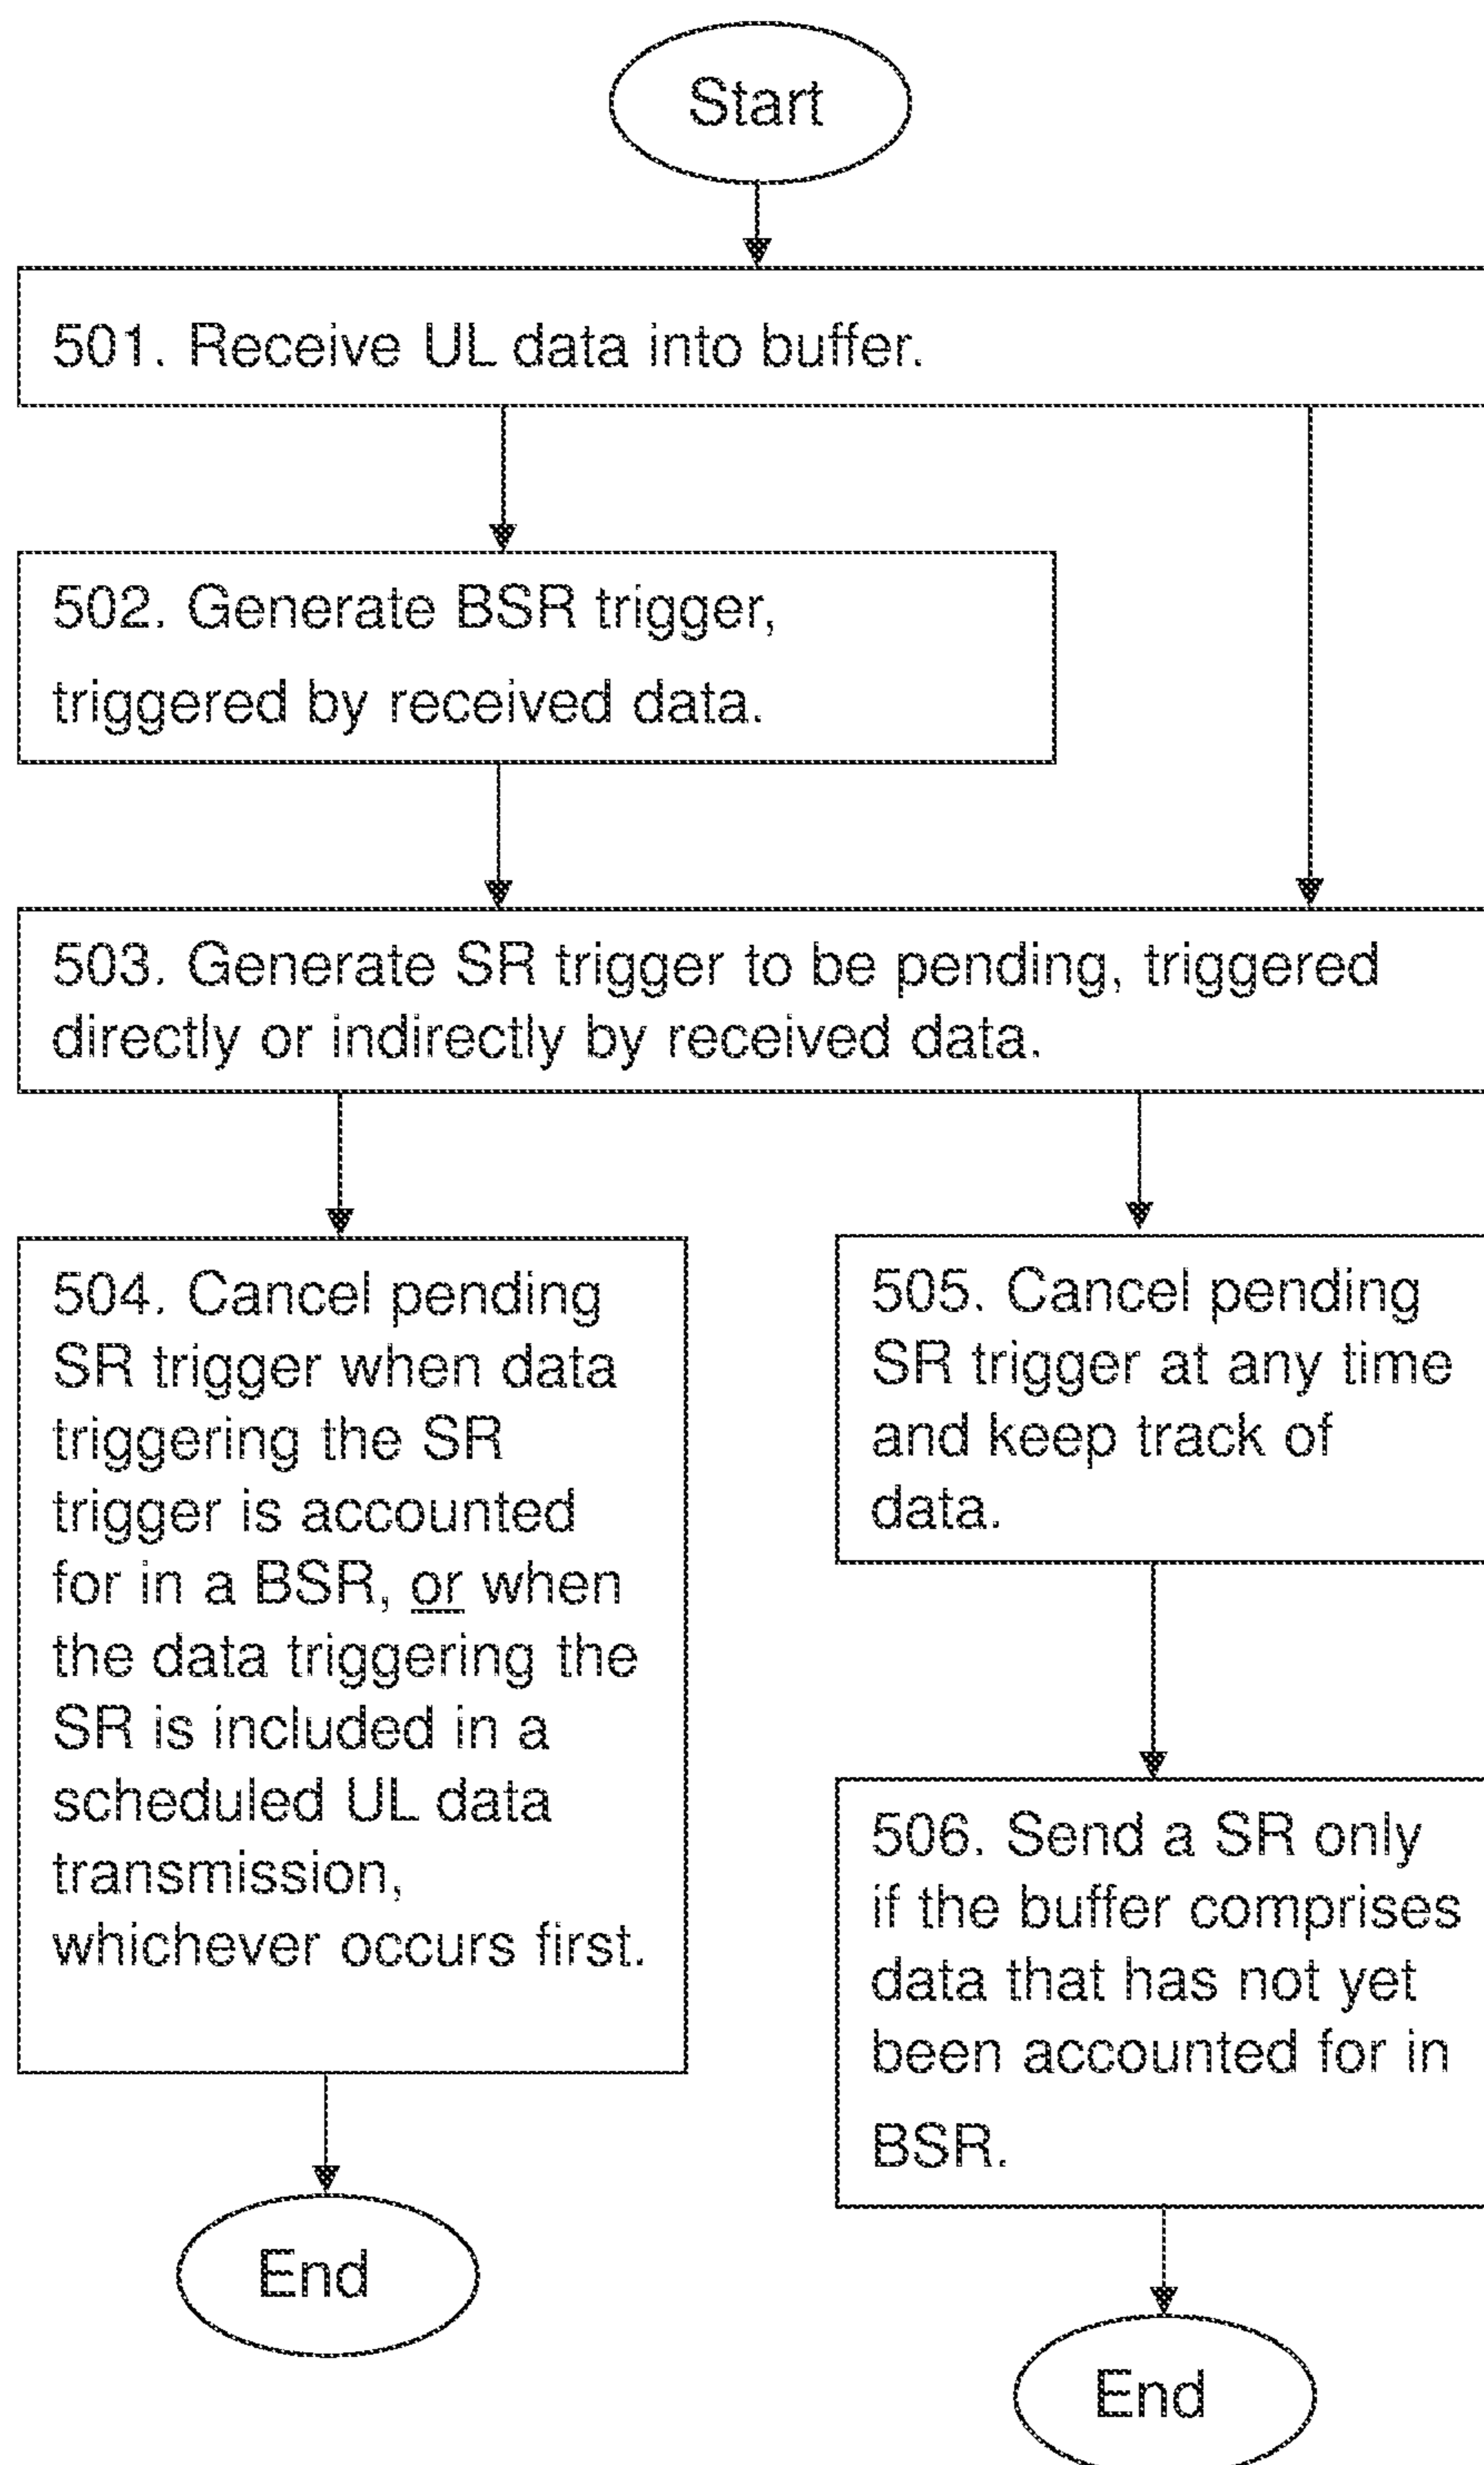 Start
501. Receive UL data into buffer.
502. Generate BSR trigger,
triggered by received data.
503. Generate SR trigger to be pending, triggered
directly or indirectly by received data.
504. Cancel pending
SR trigger when data
triggering the SR
trigger is accounted
for in a BSR, or when
the data triggering the
SR is included in a
scheduled UL data
transmission,
whichever occurs first.
End
505. Cancel pending
SR trigger at any time
and keep track of
data.
506. Send a SR only
if the buffer comprises
data that has not yet
been accounted for in
BSR.
End